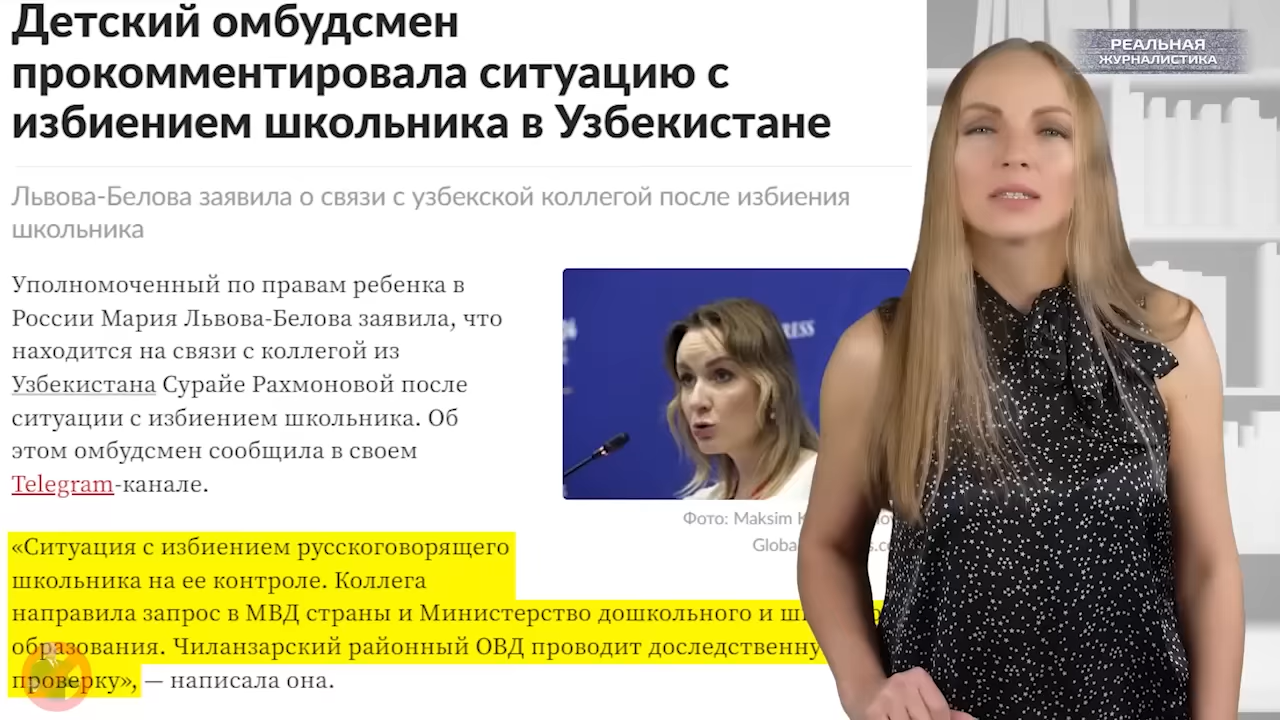 Детский омбудсмен
прокомментировала ситуацию с
избиением школьника в Узбекистане
РЕАЛЬНАЯ
ЖУРНАЛИСТИКА
Львова-Белова заявила о связи с узбекской коллегой после избиения
школьника
Уполномоченный по правам ребенка в
России Мария Львова-Белова заявила, что
находится на связи с коллегой из
Узбекистана Сурайе Рахмоновой после
ситуации с избиением школьника. Об
этом омбудсмен сообщила в своем
Telegram-канале.
Фото: Maksim
«Ситуация с избиением русскоговорящего
школьника на ее контроле. Коллега
направила запрос в МВД страны и Министерство дошкольного и
образования. Чиланзарский районный ОВД проводит
проверку», — написала она.